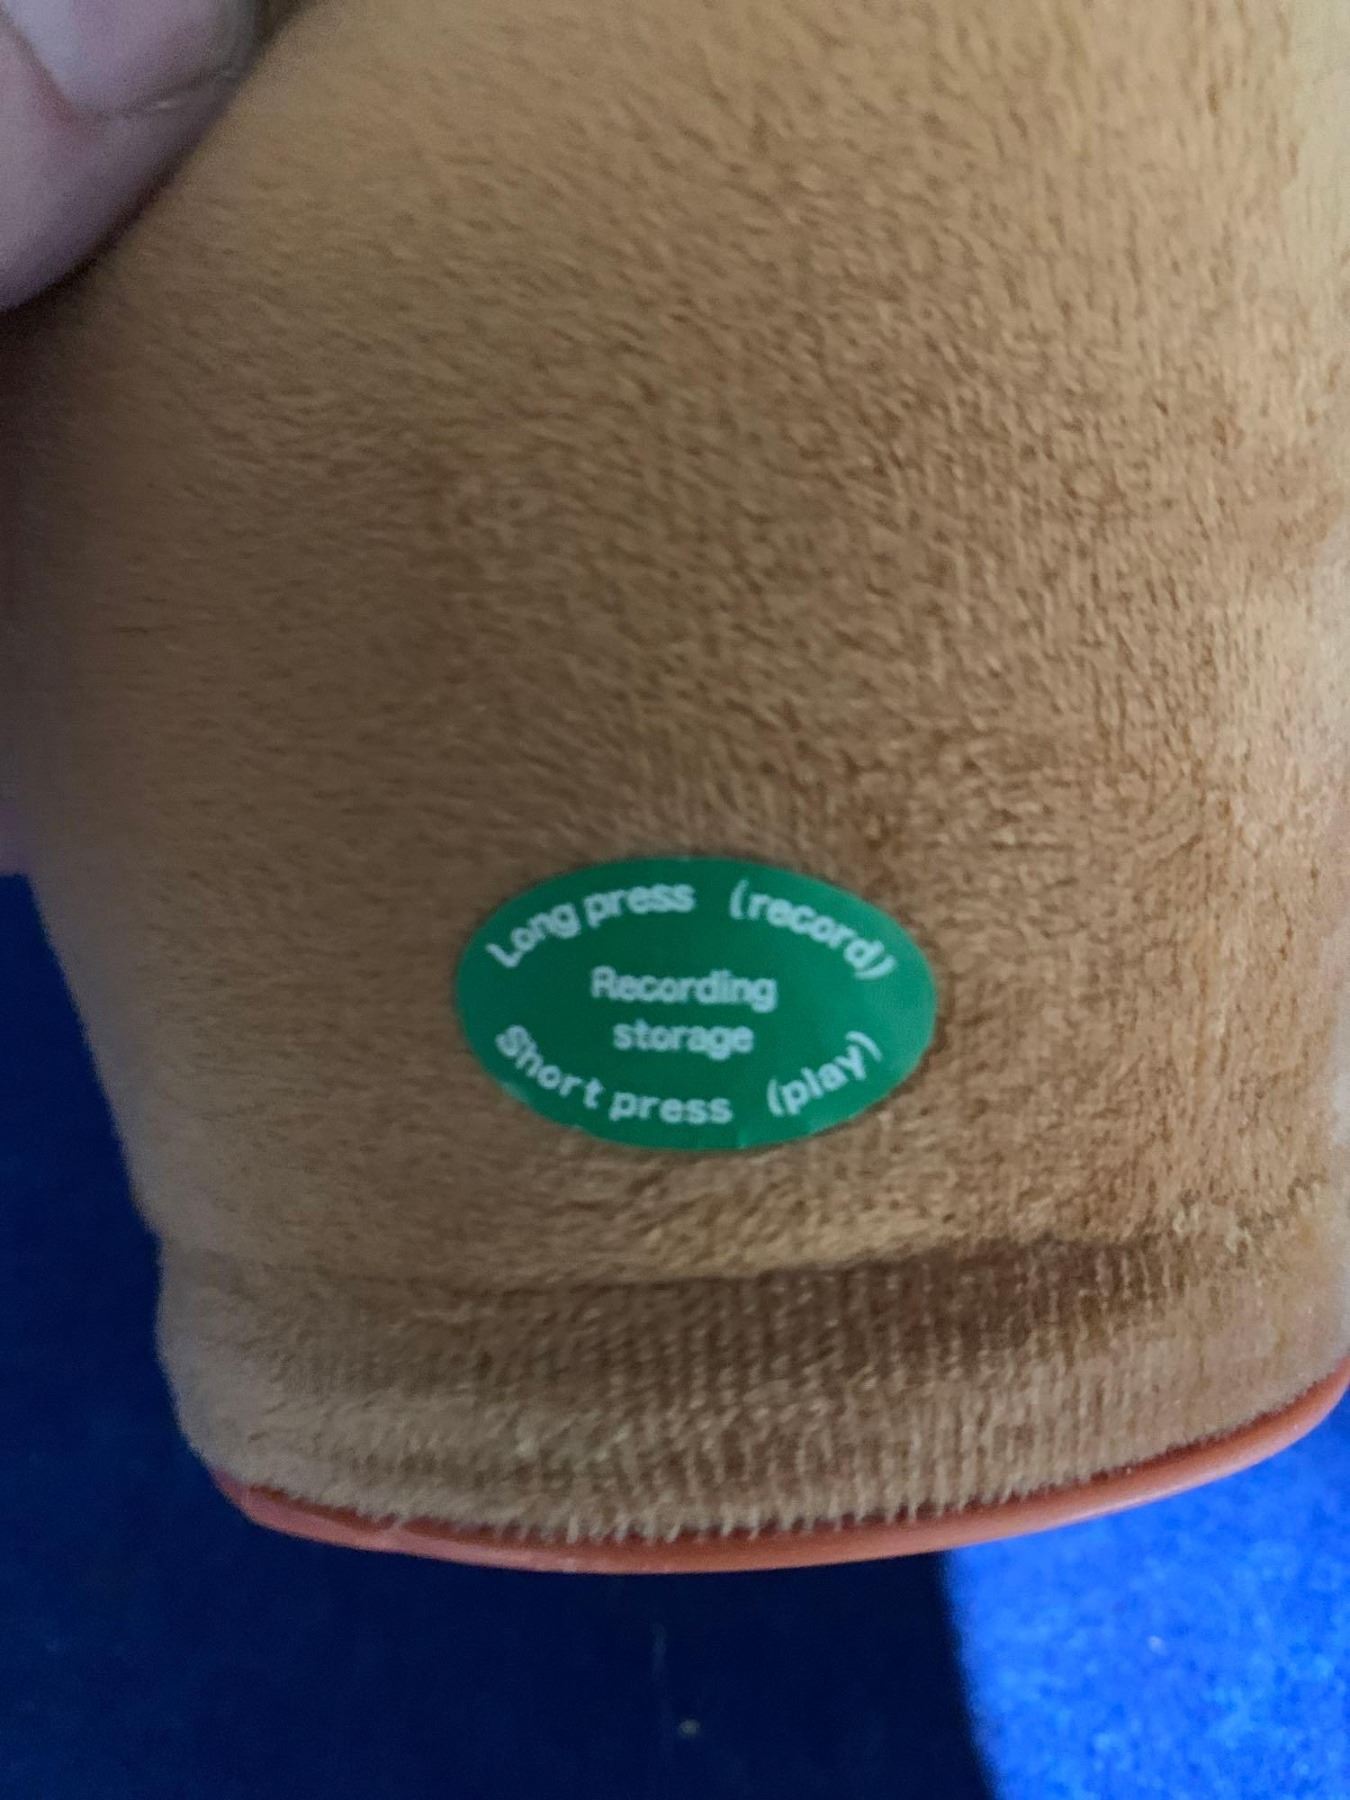 Long press (record)
Recording
storage
Short press (play)